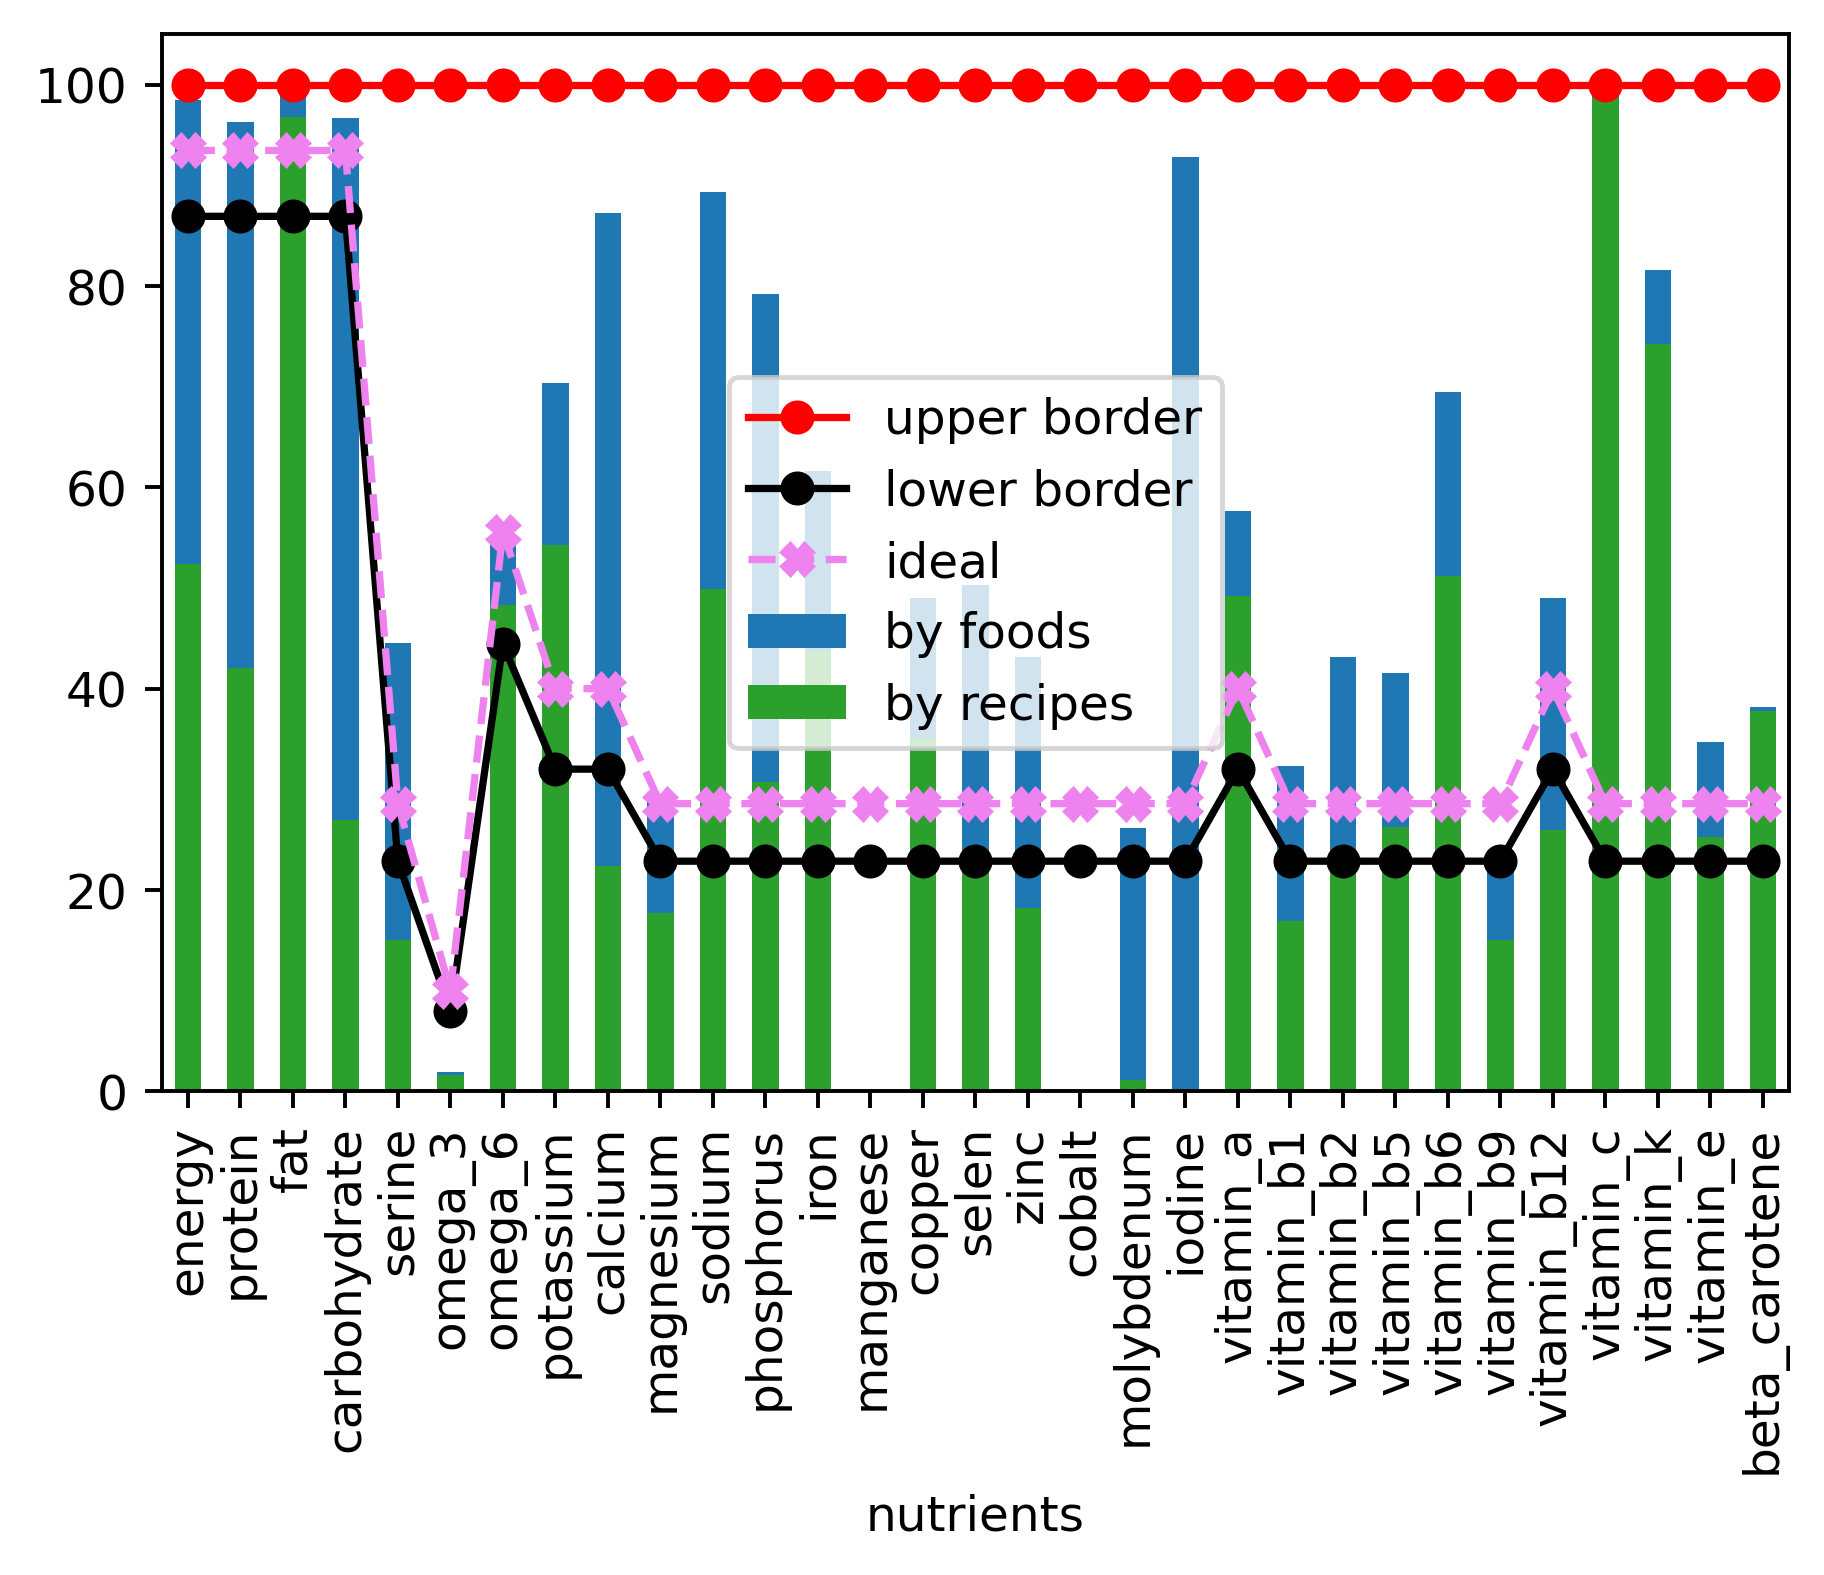 100
80
60
40
20
0
upper border
lower border
ideal
by foods
by recipes
energy
protein
fat
carbohydrate
serine
omega_3
omega_6
potassium
calcium
magnesium
sodium
phosphorus
iron
manganese
copper
selen
zinc
cobalt
molybdenum
iodine
vitamin_a
vitamin_b1
vitamin_b2
vitamin_b5
vitamin_b6
vitamin_b9
vitamin_b12
vitamin_c
vitamin_k
vitamin_e
beta_carotene
nutrients